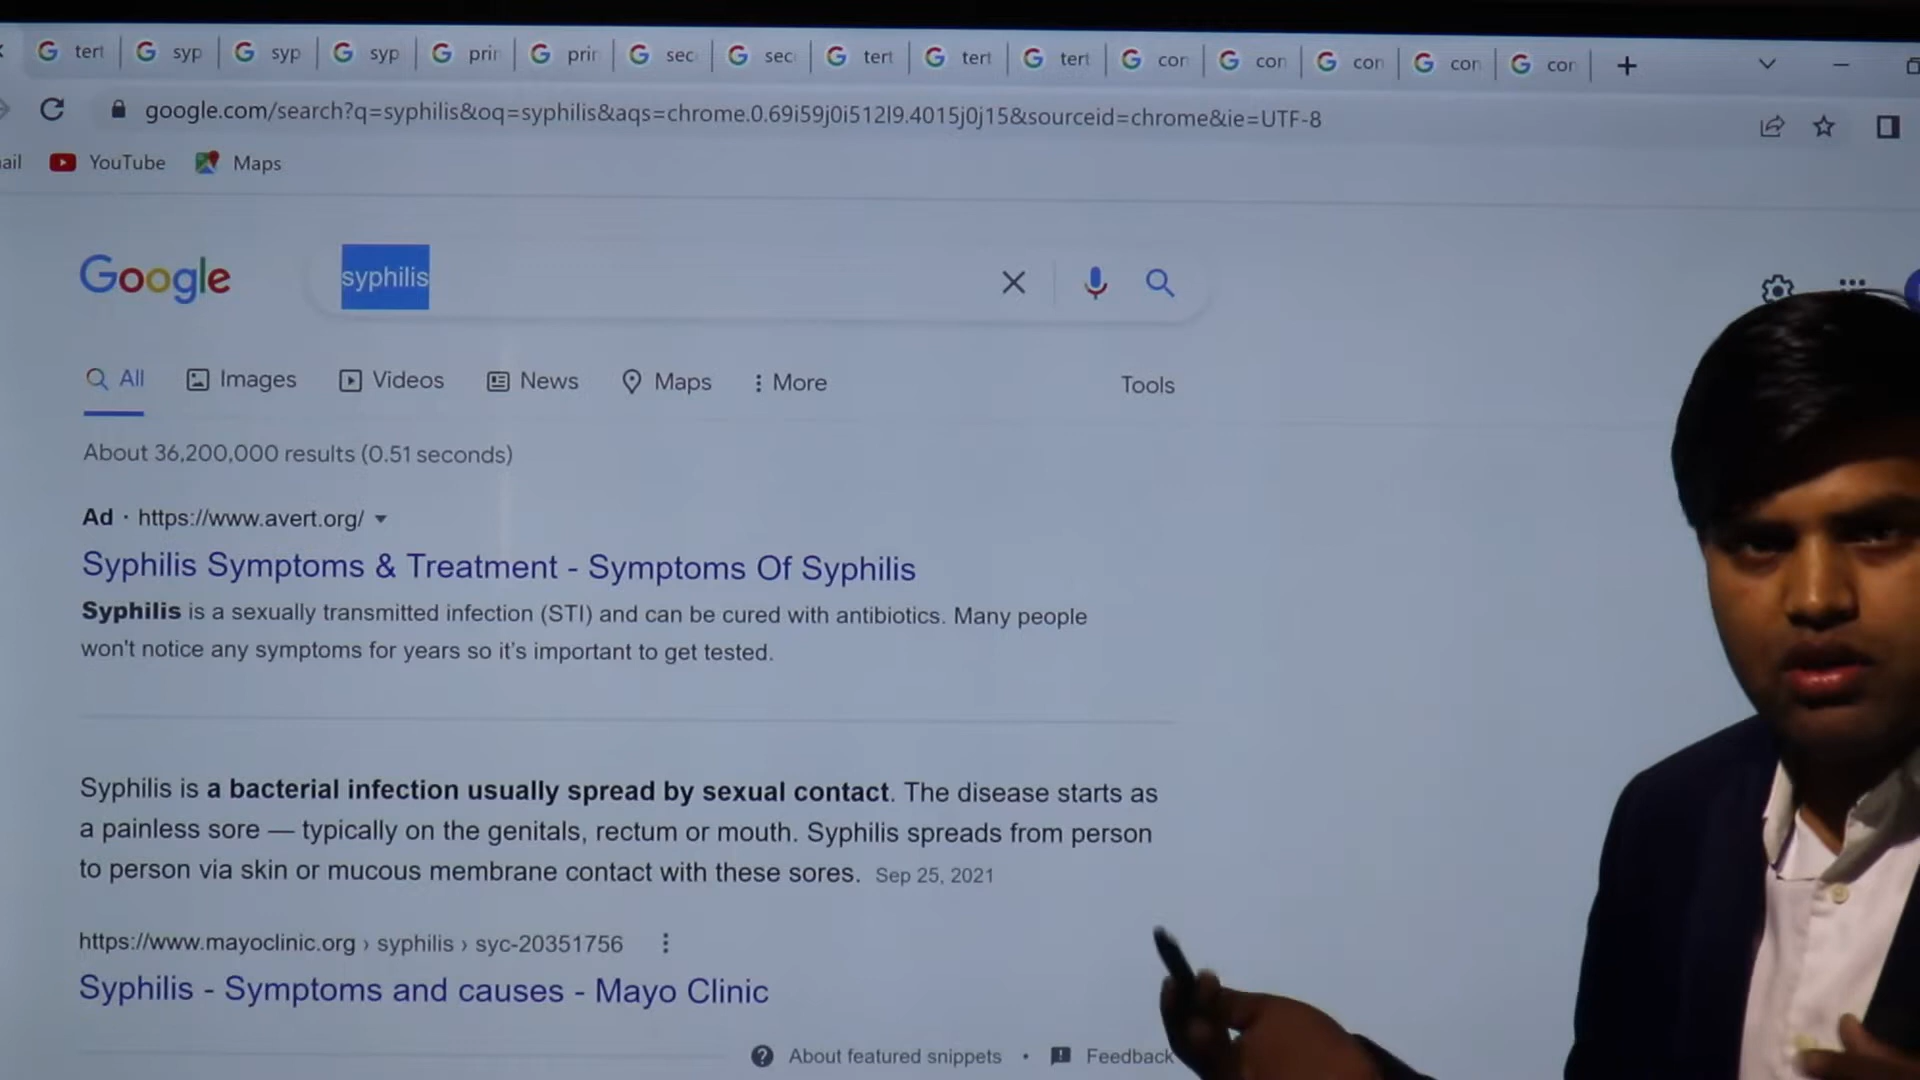 tert syp syp syp prin prin sec sec tert tert tert con con con con con
google.com/search?q=syphilis&oq=syphilis&aqs=chrome.0.69i59j0i512l9.4015j0j15&sourceid=chrome&ie=UTF-8
ail YouTube Maps
Google syphilis
All Images Videos News Maps More Tools
About 36,200,000 results (0.51 seconds)
Ad · https://www.avert.org/
Syphilis Symptoms & Treatment - Symptoms Of Syphilis
Syphilis is a sexually transmitted infection (STI) and can be cured with antibiotics. Many people
won't notice any symptoms for years so it's important to get tested.
Syphilis is a bacterial infection usually spread by sexual contact. The disease starts as
a painless sore — typically on the genitals, rectum or mouth. Syphilis spreads from person
to person via skin or mucous membrane contact with these sores. Sep 25, 2021
https://www.mayoclinic.org › syphilis › syc-20351756
Syphilis - Symptoms and causes - Mayo Clinic
About featured snippets • Feedback